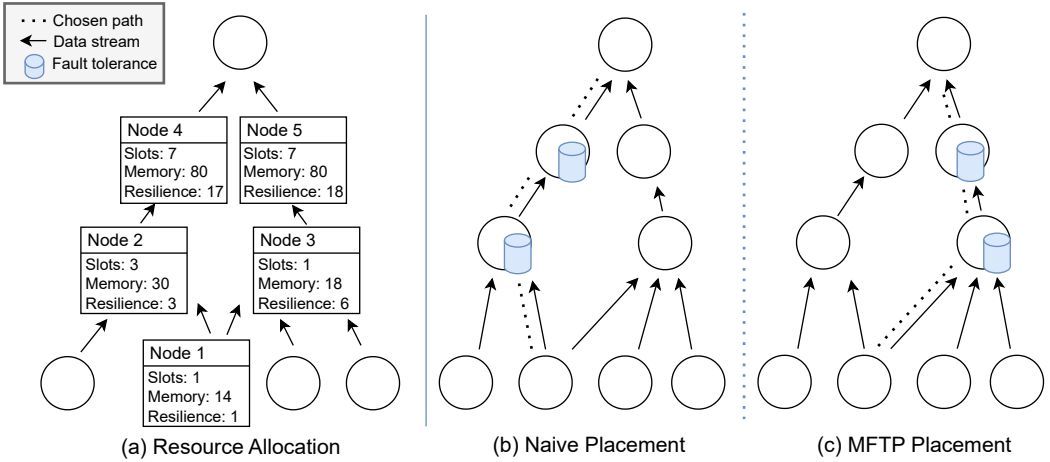 Chosen path
Data stream
Fault tolerance
Node 4
Slots: 7
Memory: 80
Resilience: 17
Node 5
Slots: 7
Memory: 80
Resilience: 18
Node 2
Slots: 3
Memory: 30
Resilience: 3
Node 3
Slots: 1
Memory: 18
Resilience: 6
Node 1
Slots: 1
Memory: 14
Resilience: 1
(a) Resource Allocation
(b) Naive Placement
(c) MFTP Placement